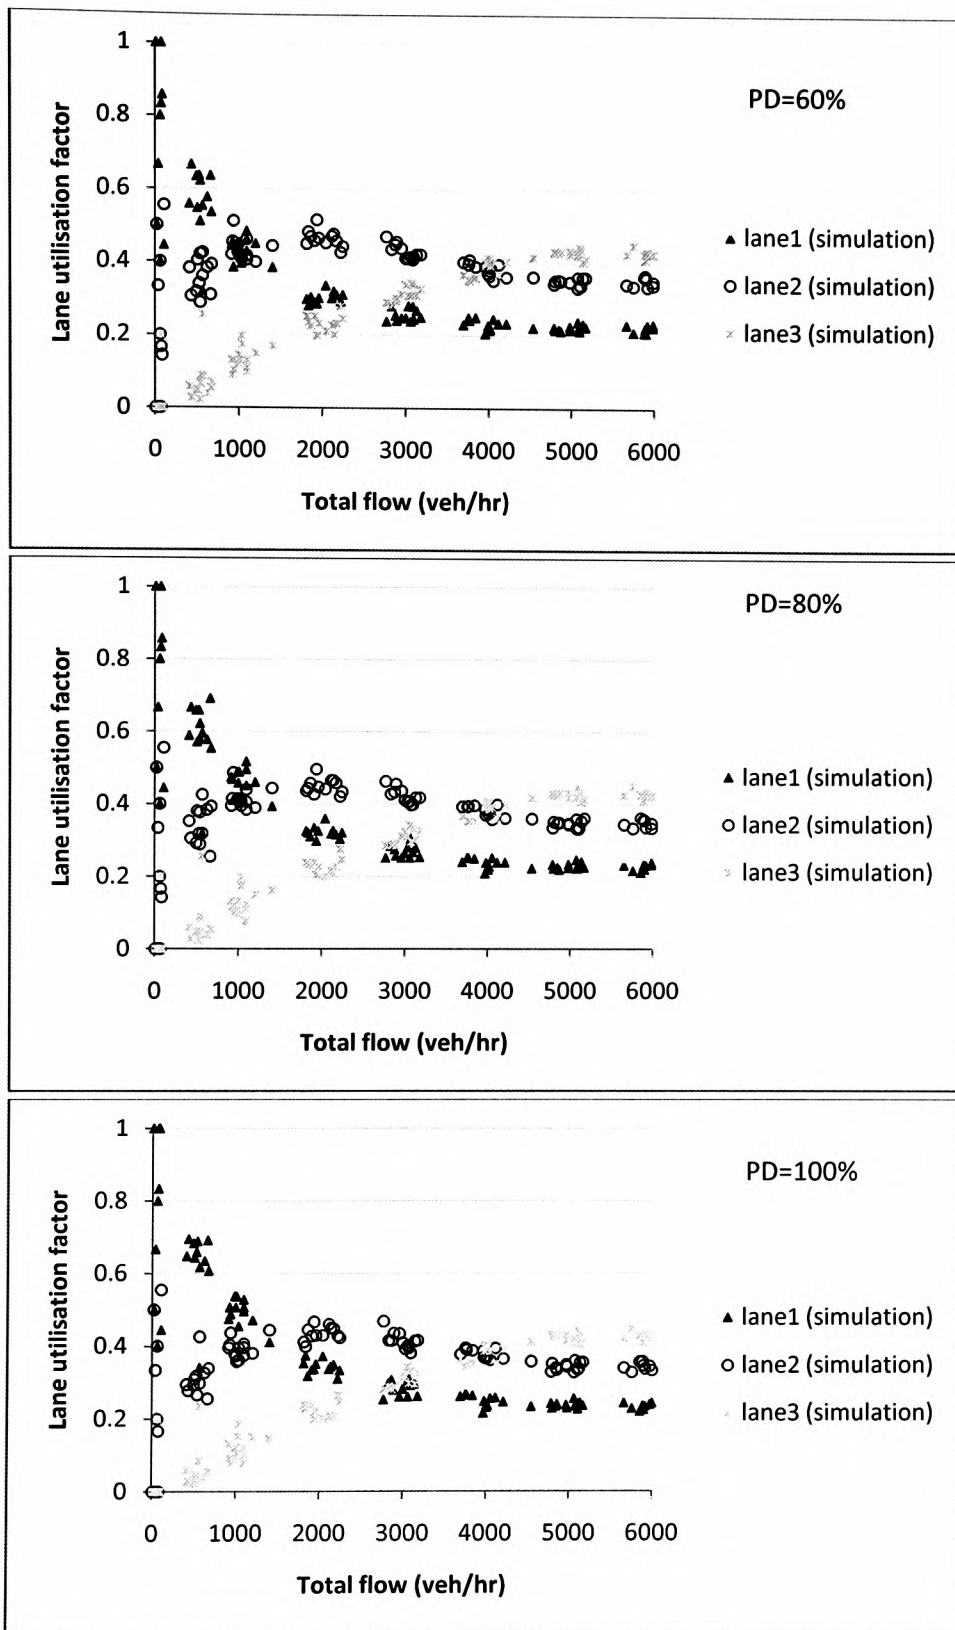 PD=60%
Lane utilisation factor
1
0.8
0.6
0.4
0.2
0
0 1000 2000 3000 4000 5000 6000
Total flow (veh/hr)
lane1 (simulation)
lane2 (simulation)
lane3 (simulation)
PD=80%
Lane utilisation factor
1
0.8
0.6
0.4
0.2
0
0 1000 2000 3000 4000 5000 6000
Total flow (veh/hr)
lane1 (simulation)
lane2 (simulation)
lane3 (simulation)
PD=100%
Lane utilisation factor
1
0.8
0.6
0.4
0.2
0
0 1000 2000 3000 4000 5000 6000
Total flow (veh/hr)
lane1 (simulation)
lane2 (simulation)
lane3 (simulation)